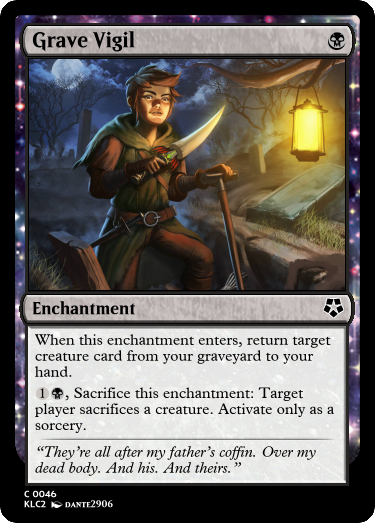 Grave Vigil
Enchantment
When this enchantment enters, return target
creature card from your graveyard to your
hand.
1, Sacrifice this enchantment: Target
player sacrifices a creature. Activate only as a
sorcery.
“They’re all after my father’s coffin. Over my
dead body. And his. And theirs.”
C 0046
KLC2 DANTE2906